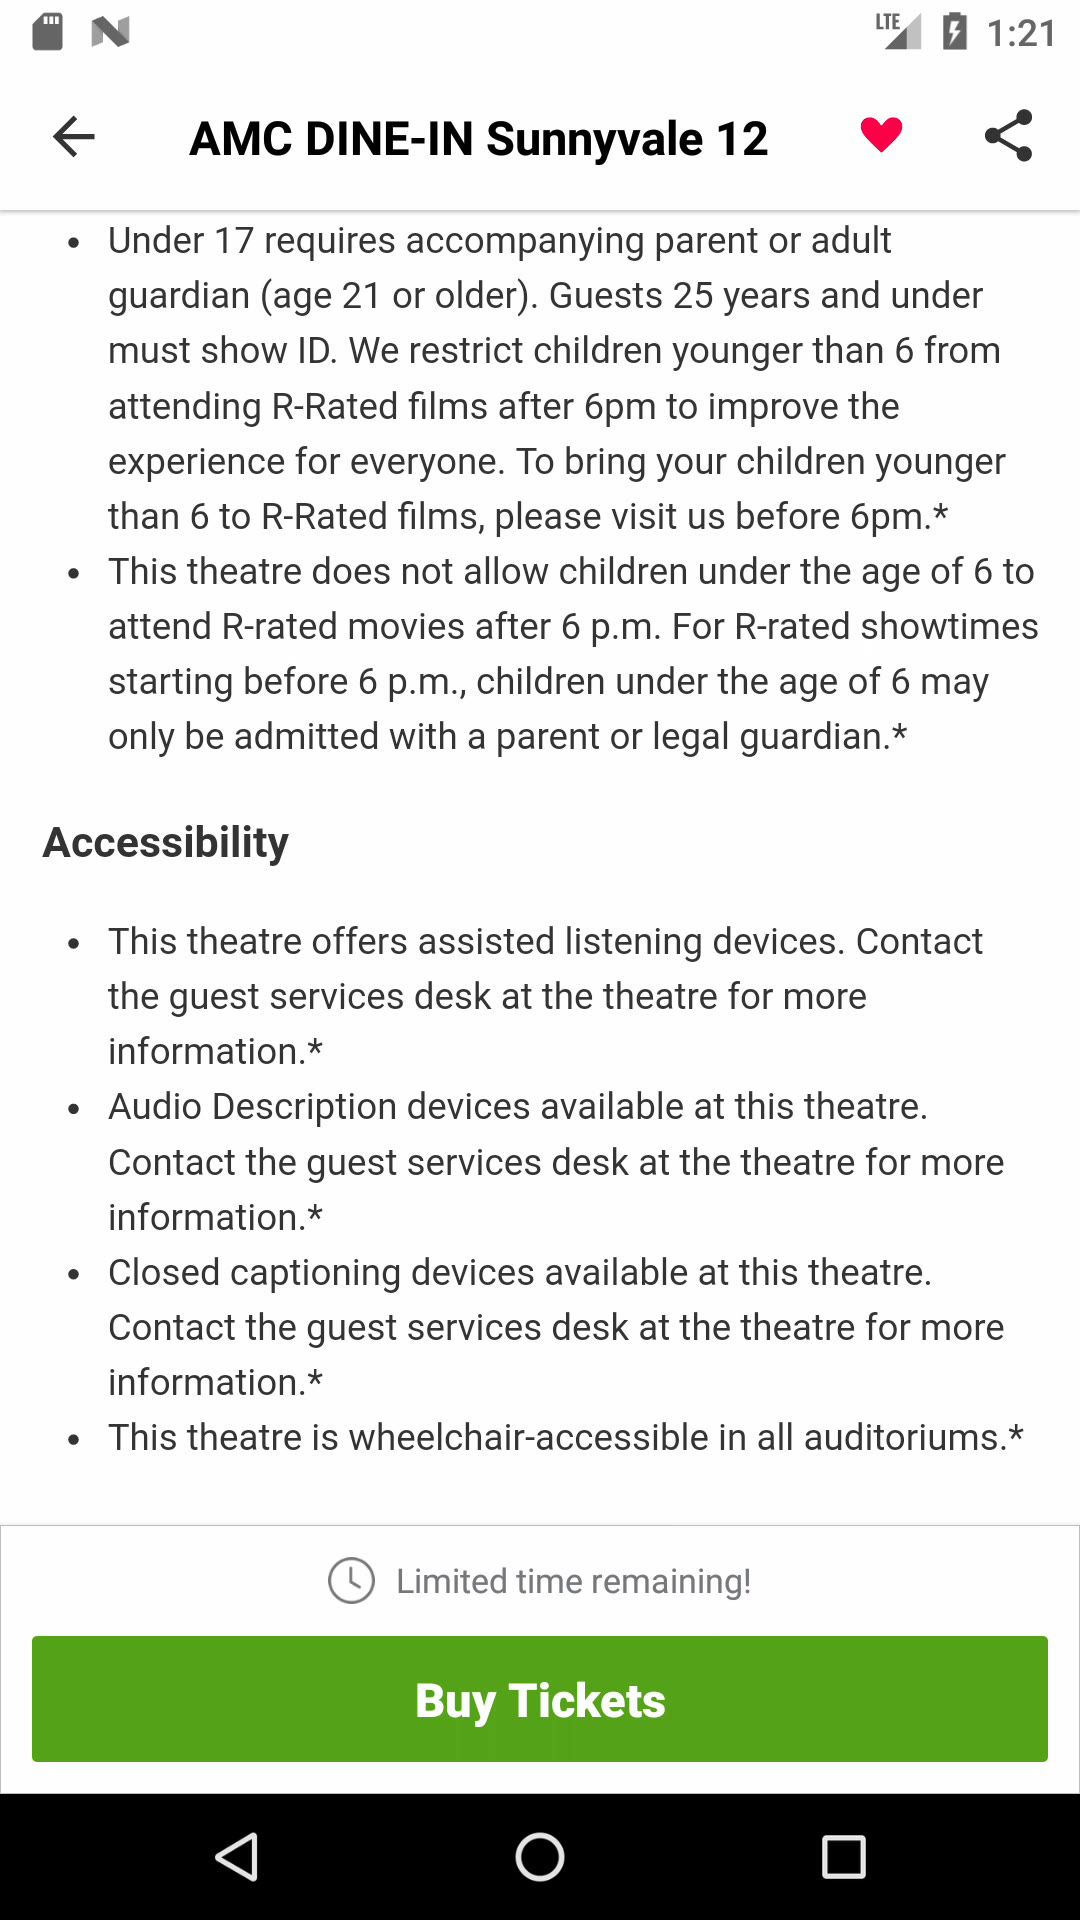 LTE 1:21
AMC DINE-IN Sunnyvale 12
• Under 17 requires accompanying parent or adult
guardian (age 21 or older). Guests 25 years and under
must show ID. We restrict children younger than 6 from
attending R-Rated films after 6pm to improve the
experience for everyone. To bring your children younger
than 6 to R-Rated films, please visit us before 6pm.*
• This theatre does not allow children under the age of 6 to
attend R-rated movies after 6 p.m. For R-rated showtimes
starting before 6 p.m., children under the age of 6 may
only be admitted with a parent or legal guardian.*
Accessibility
• This theatre offers assisted listening devices. Contact
the guest services desk at the theatre for more
information.*
• Audio Description devices available at this theatre.
Contact the guest services desk at the theatre for more
information.*
• Closed captioning devices available at this theatre.
Contact the guest services desk at the theatre for more
information.*
• This theatre is wheelchair-accessible in all auditoriums.*
Limited time remaining!
Buy Tickets